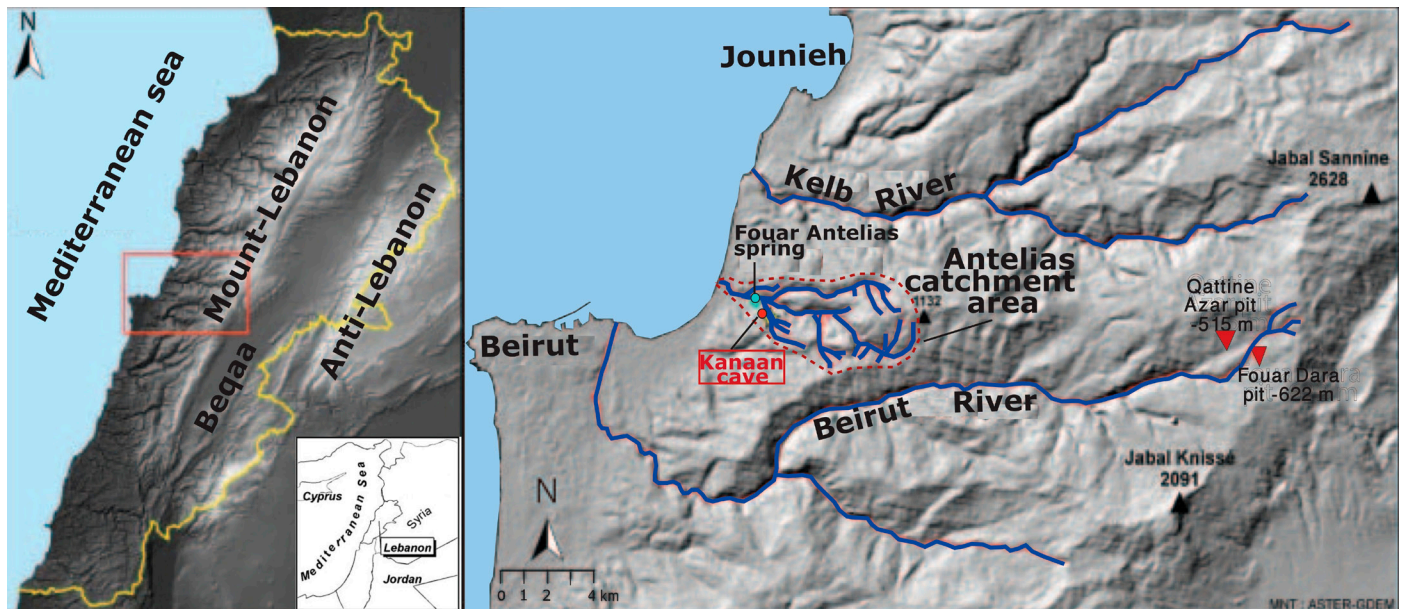 N
Mediterranean sea
Mount-Lebanon
Beqaa
Anti-Lebanon
Cyprus
Mediterranean Sea
Syria
Lebanon
Jordan
Jounieh
Kelb River
Jabal Sannine
2628
Fouar Antelias
spring
Antelias
catchment
area
1132
Qattine
Azar pit
-515 m
Beirut
Kanaan
cave
Fouar Dara
pit -622 m
Beirut River
Jabal Knissé
2091
N
0 1 2 4 km
MNT : ASTER-GDEM